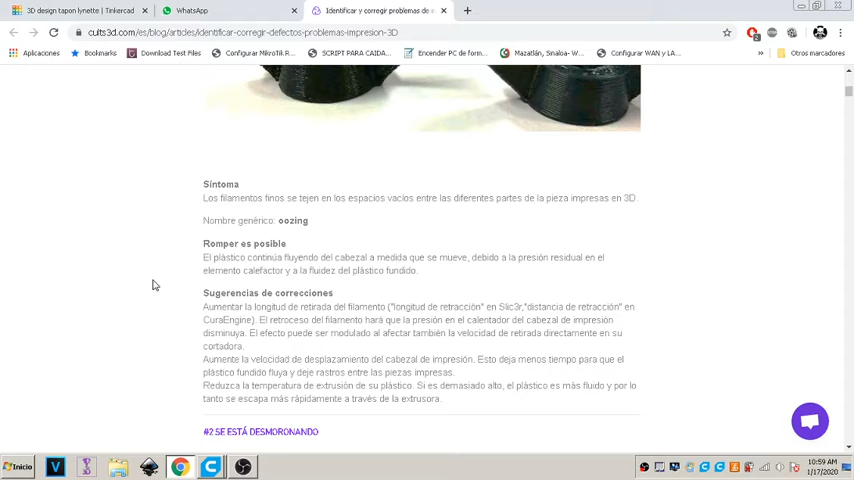 3D design tapon lynette | Tinkercad
WhatsApp
Identificar y corregir problemas de
cults3d.com/es/blog/articles/identificar-corregir-defectos-problemas-impresion-3D
Aplicaciones
Bookmarks
Download Test Files
Configurar MikroTik R...
SCRIPT PARA CAIDA...
Encender PC de form...
Mazatlán, Sinaloa- W...
Configurar WAN y LA...
»
Otros marcadores
Síntoma
Los filamentos finos se tejen en los espacios vacíos entre las diferentes partes de la pieza impresas en 3D.
Nombre genérico: oozing
Romper es posible
El plástico continúa fluyendo del cabezal a medida que se mueve, debido a la presión residual en el
elemento calefactor y a la fluidez del plástico fundido.
Sugerencias de correcciones
Aumentar la longitud de retirada del filamento ("longitud de retracción" en Slic3r,"distancia de retracción" en
CuraEngine). El retroceso del filamento hará que la presión en el calentador del cabezal de impresión
disminuya. El efecto puede ser modulado al afectar también la velocidad de retirada directamente en su
cortadora.
Aumente la velocidad de desplazamiento del cabezal de impresión. Esto deja menos tiempo para que el
plástico fundido fluya y deje rastros entre las piezas impresas.
Reduzca la temperatura de extrusión de su plástico. Si es demasiado alto, el plástico es más fluido y por lo
tanto se escapa más rápidamente a través de la extrusora.
#2 SE ESTÁ DESMORONANDO
Inicio
10:59 AM
1/17/2020